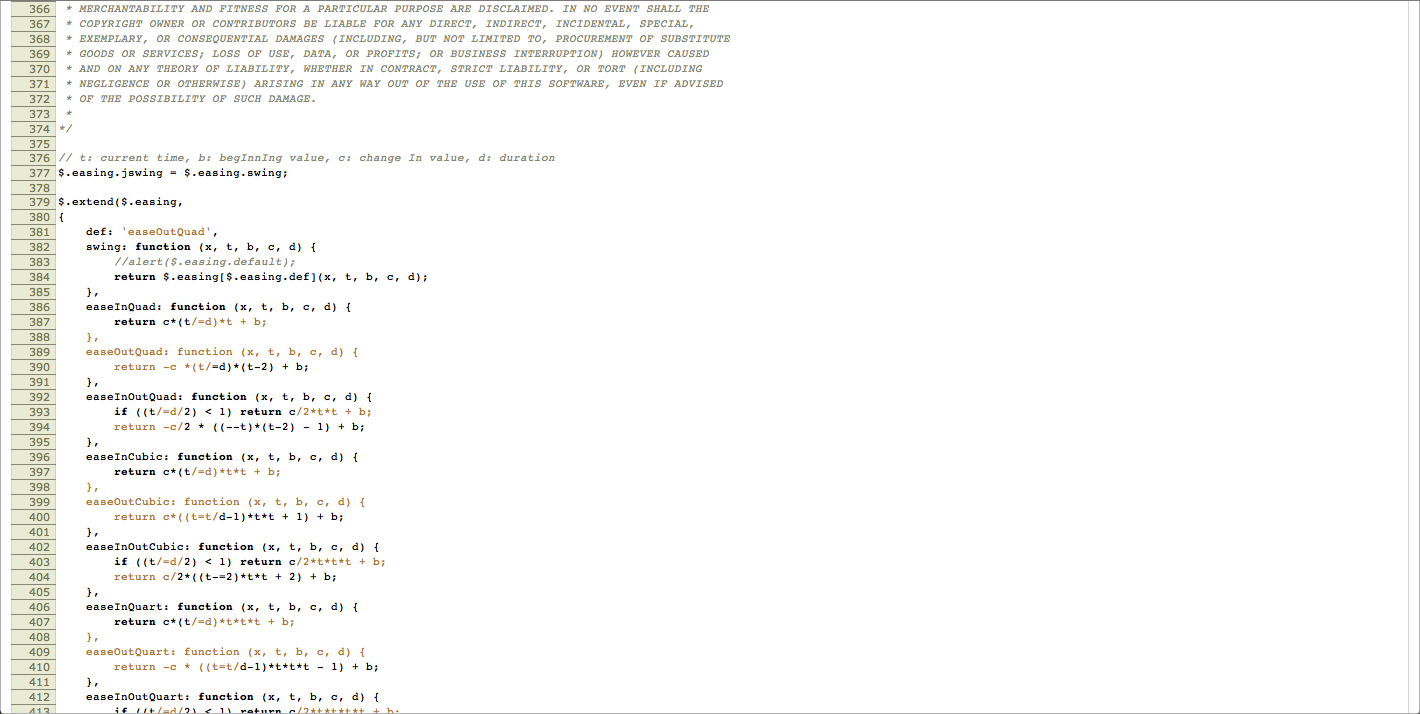 366 * MERCHANTABILITY AND FITNESS FOR A PARTICULAR PURPOSE ARE DISCLAIMED. IN NO EVENT SHALL THE
367 * COPYRIGHT OWNER OR CONTRIBUTORS BE LIABLE FOR ANY DIRECT, INDIRECT, INCIDENTAL, SPECIAL,
368 * EXEMPLARY, OR CONSEQUENTIAL DAMAGES (INCLUDING, BUT NOT LIMITED TO, PROCUREMENT OF SUBSTITUTE
369 * GOODS OR SERVICES; LOSS OF USE, DATA, OR PROFITS; OR BUSINESS INTERRUPTION) HOWEVER CAUSED
370 * AND ON ANY THEORY OF LIABILITY, WHETHER IN CONTRACT, STRICT LIABILITY, OR TORT (INCLUDING
371 * NEGLIGENCE OR OTHERWISE) ARISING IN ANY WAY OUT OF THE USE OF THIS SOFTWARE, EVEN IF ADVISED
372 * OF THE POSSIBILITY OF SUCH DAMAGE.
373 *
374 */
375
376 // t: current time, b: begInnIng value, c: change In value, d: duration
377 $.easing.jswing = $.easing.swing;
378
379 $.extend($.easing,
380 {
381     def: 'easeOutQuad',
382     swing: function (x, t, b, c, d) {
383         //alert($.easing.default);
384         return $.easing[$.easing.def](x, t, b, c, d);
385     },
386     easeInQuad: function (x, t, b, c, d) {
387         return c*(t/=d)*t + b;
388     },
389     easeOutQuad: function (x, t, b, c, d) {
390         return -c *(t/=d)*(t-2) + b;
391     },
392     easeInOutQuad: function (x, t, b, c, d) {
393         if ((t/=d/2) < 1) return c/2*t*t + b;
394         return -c/2 * ((--t)*(t-2) - 1) + b;
395     },
396     easeInCubic: function (x, t, b, c, d) {
397         return c*(t/=d)*t*t + b;
398     },
399     easeOutCubic: function (x, t, b, c, d) {
400         return c*((t=t/d-1)*t*t + 1) + b;
401     },
402     easeInOutCubic: function (x, t, b, c, d) {
403         if ((t/=d/2) < 1) return c/2*t*t*t + b;
404         return c/2*((t-=2)*t*t + 2) + b;
405     },
406     easeInQuart: function (x, t, b, c, d) {
407         return c*(t/=d)*t*t*t + b;
408     },
409     easeOutQuart: function (x, t, b, c, d) {
410         return -c * ((t=t/d-1)*t*t*t - 1) + b;
411     },
412     easeInOutQuart: function (x, t, b, c, d) {
413         if ((t/=d/2) < 1) return c/2*t*t*t*t + b;